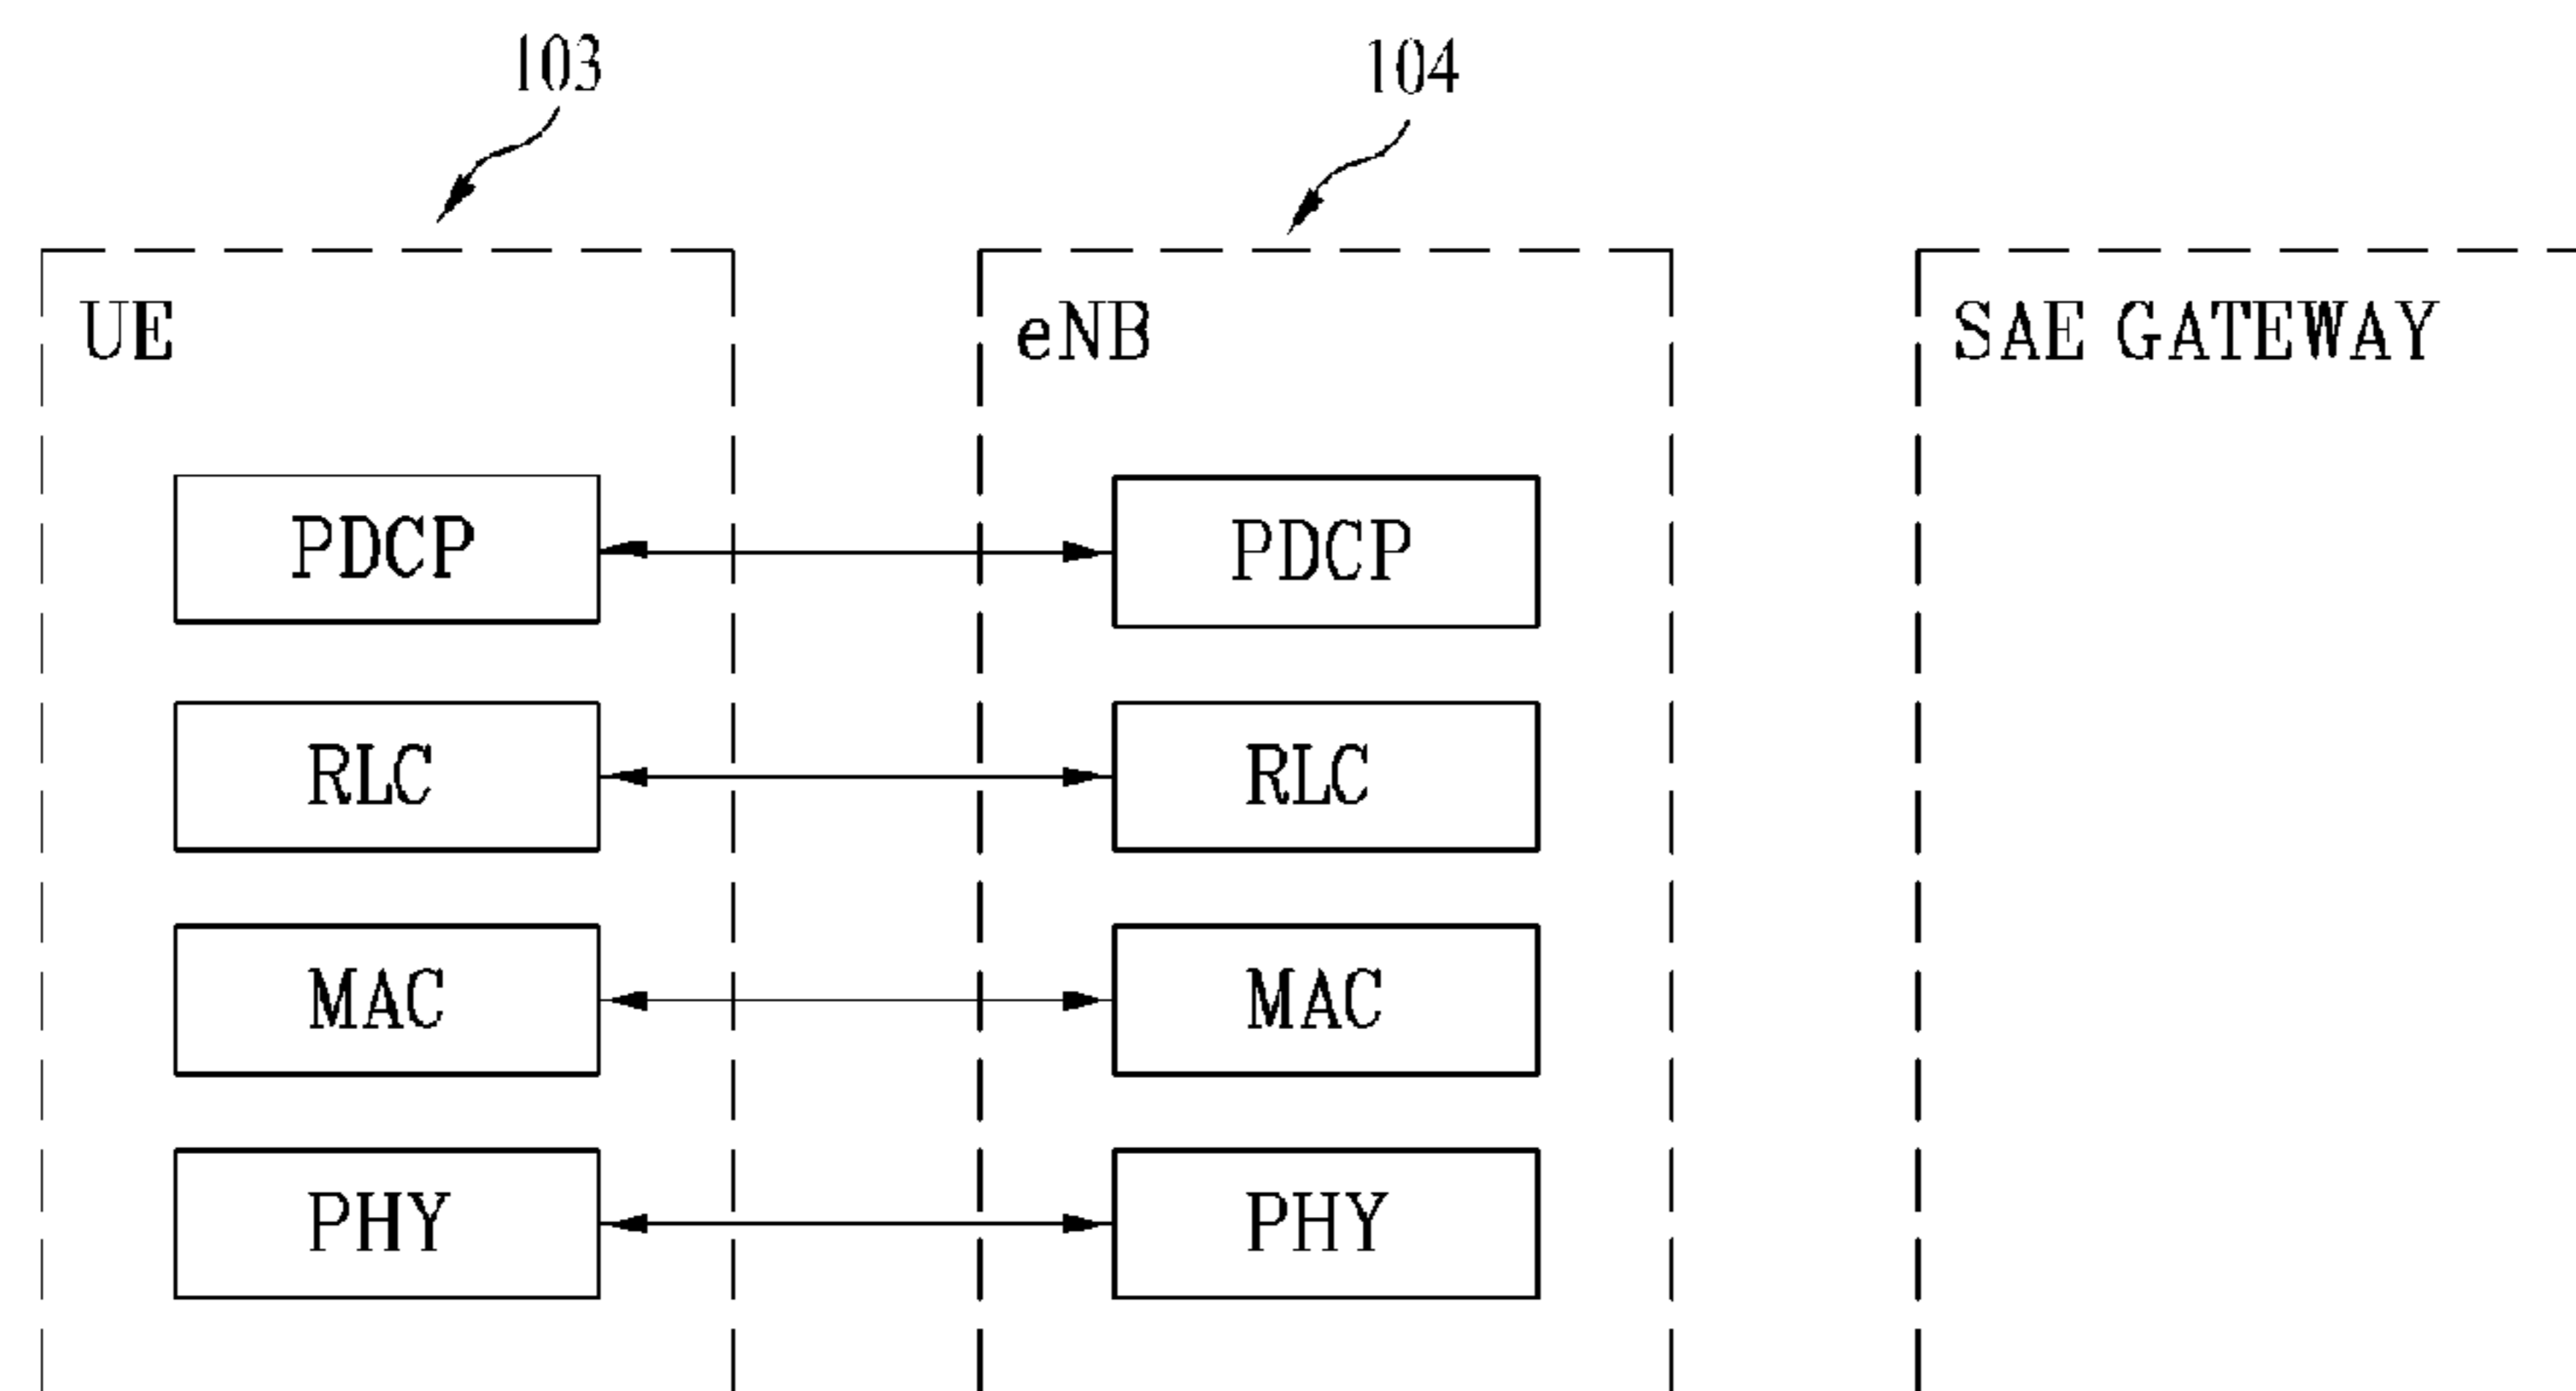 103 104
UE eNB SAE GATEWAY
PDCP PDCP
RLC RLC
MAC MAC
PHY PHY